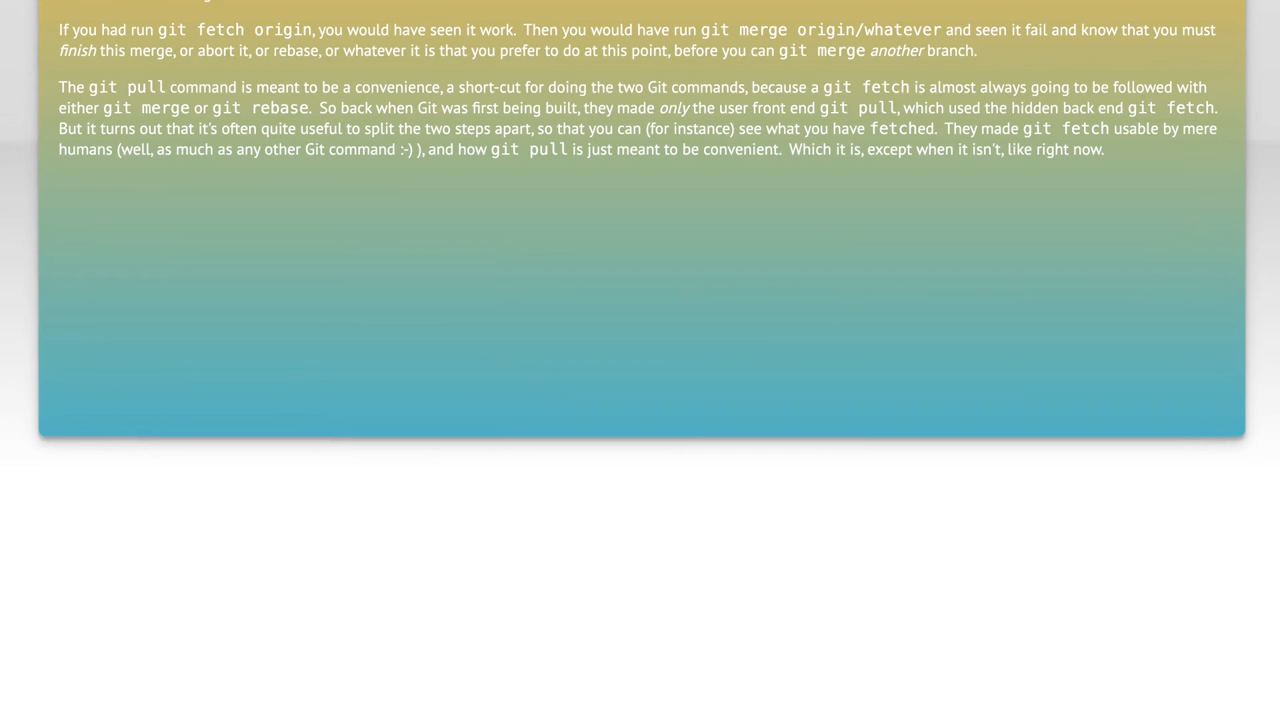 If you had run git fetch origin, you would have seen it work. Then you would have run git merge origin/whatever and seen it fail and know that you must
finish this merge, or abort it, or rebase, or whatever it is that you prefer to do at this point, before you can git merge another branch.
The git pull command is meant to be a convenience, a short-cut for doing the two Git commands, because a git fetch is almost always going to be followed with
either git merge or git rebase. So back when Git was first being built, they made only the user front end git pull, which used the hidden back end git fetch.
But it turns out that it's often quite useful to split the two steps apart, so that you can (for instance) see what you have fetched. They made git fetch usable by mere
humans (well, as much as any other Git command :-) ), and how git pull is just meant to be convenient. Which it is, except when it isn't, like right now.